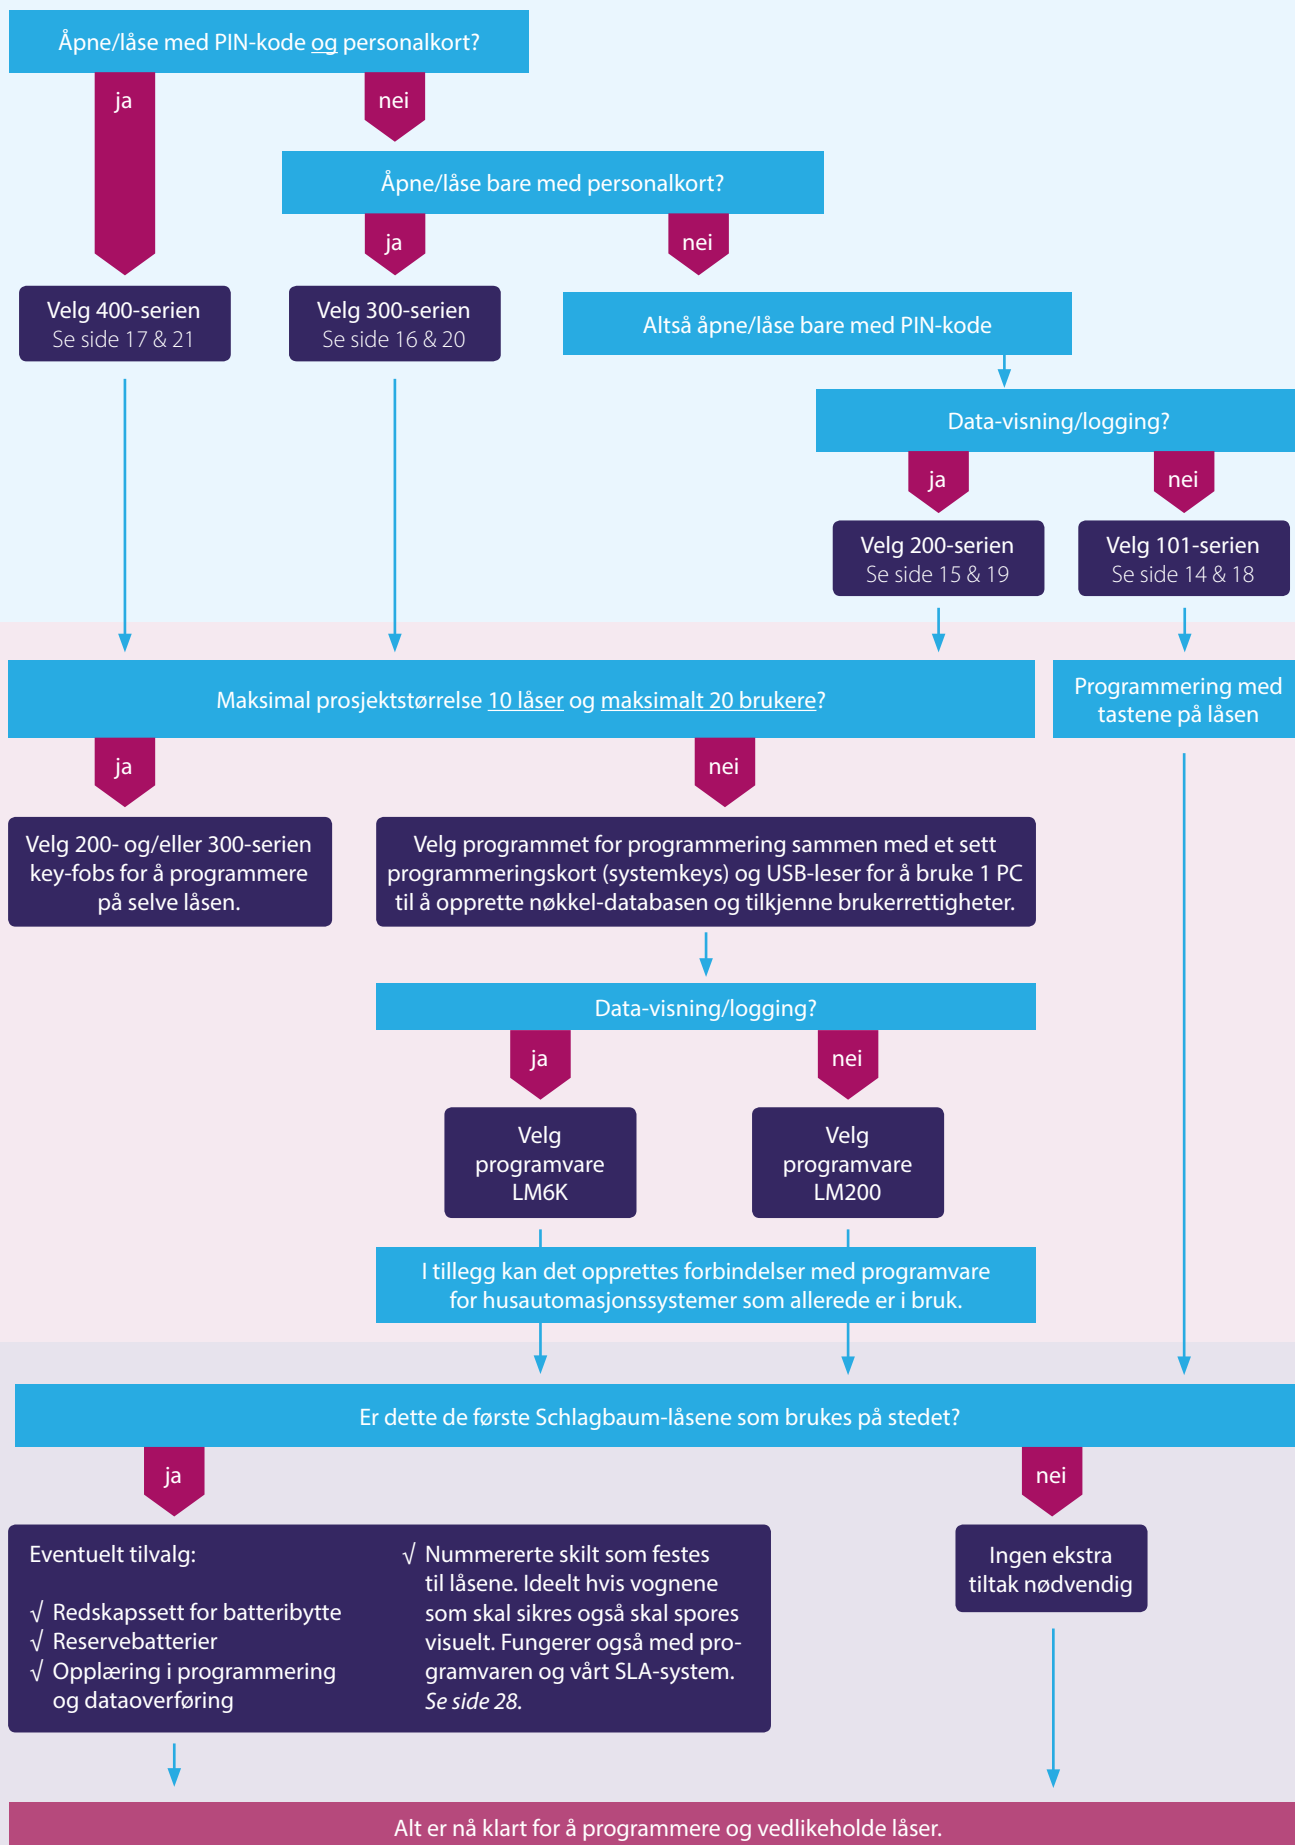 Åpne/låse med PIN-kode og personalkort?
ja
nei
Åpne/låse bare med personalkort?
ja
nei
Velg 400-serien
Se side 17 & 21
Velg 300-serien
Se side 16 & 20
Altså åpne/låse bare med PIN-kode
Data-visning/logging?
ja
nei
Velg 200-serien
Se side 15 & 19
Velg 101-serien
Se side 14 & 18
Maksimal prosjektstørrelse 10 låser og maksimalt 20 brukere?
Programmering med
tastene på låsen
ja
nei
Velg 200- og/eller 300-serien
key-fobs for å programmere
på selve låsen.
Velg programmet for programmering sammen med et sett
programmeringskort (systemkeys) og USB-leser for å bruke 1 PC
til å opprette nøkkel-databasen og tilkjenne brukerrettigheter.
Data-visning/logging?
ja
nei
Velg
programvare
LM6K
Velg
programvare
LM200
I tillegg kan det opprettes forbindelser med programvare
for husautomasjonssystemer som allerede er i bruk.
Er dette de første Schlagbaum-låsene som brukes på stedet?
ja
nei
Eventuelt tilvalg:
√ Redskapssett for batteribytte
√ Reservebatterier
√ Opplæring i programmering
og dataoverføring
√ Nummererte skilt som festes
til låsene. Ideelt hvis vognene
som skal sikres også skal spores
visuelt. Fungerer også med pro-
gramvaren og vårt SLA-system.
Se side 28.
Ingen ekstra
tiltak nødvendig
Alt er nå klart for å programmere og vedlikeholde låser.